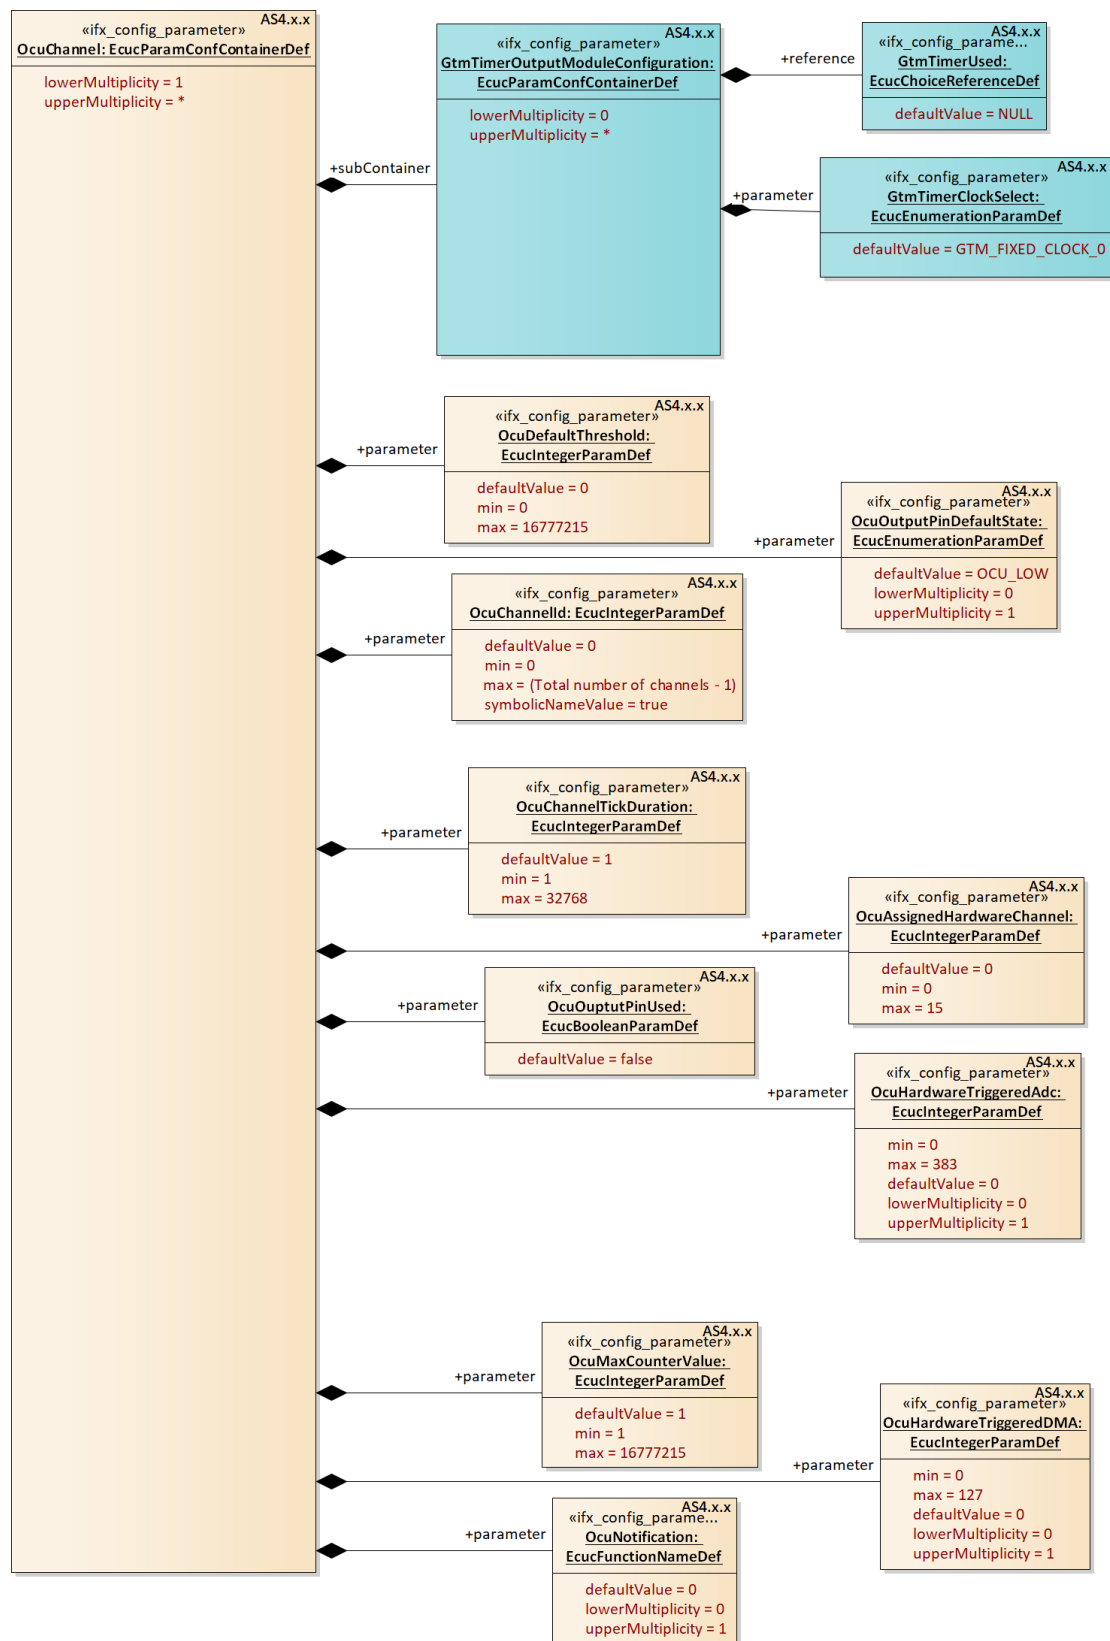 AS4.x.x
«ifx_config_parameter»
OcuChannel: EcucParamConfContainerDef
lowerMultiplicity = 1
upperMultiplicity = *
+subContainer
AS4.x.x
«ifx_config_parameter»
GtmTimerOutputModuleConfiguration:
EcucParamConfContainerDef
lowerMultiplicity = 0
upperMultiplicity = *
+reference
AS4.x.x
«ifx_config_parame...
GtmTimerUsed:
EcucChoiceReferenceDef
defaultValue = NULL
+parameter
AS4.x.x
«ifx_config_parameter»
GtmTimerClockSelect:
EcucEnumerationParamDef
defaultValue = GTM_FIXED_CLOCK_0
+parameter
AS4.x.x
«ifx_config_parameter»
OcuDefaultThreshold:
EcucIntegerParamDef
defaultValue = 0
min = 0
max = 16777215
+parameter
AS4.x.x
«ifx_config_parameter»
OcuOutputPinDefaultState:
EcucEnumerationParamDef
defaultValue = OCU_LOW
lowerMultiplicity = 0
upperMultiplicity = 1
+parameter
AS4.x.x
«ifx_config_parameter»
OcuChannelId: EcucIntegerParamDef
defaultValue = 0
min = 0
max = (Total number of channels - 1)
symbolicNameValue = true
+parameter
AS4.x.x
«ifx_config_parameter»
OcuChannelTickDuration:
EcucIntegerParamDef
defaultValue = 1
min = 1
max = 32768
+parameter
AS4.x.x
«ifx_config_parameter»
OcuAssignedHardwareChannel:
EcucIntegerParamDef
defaultValue = 0
min = 0
max = 15
+parameter
AS4.x.x
«ifx_config_parameter»
OcuOuptutPinUsed:
EcucBooleanParamDef
defaultValue = false
+parameter
AS4.x.x
«ifx_config_parameter»
OcuHardwareTriggeredAdc:
EcucIntegerParamDef
min = 0
max = 383
defaultValue = 0
lowerMultiplicity = 0
upperMultiplicity = 1
+parameter
AS4.x.x
«ifx_config_parameter»
OcuMaxCounterValue:
EcucIntegerParamDef
defaultValue = 1
min = 1
max = 16777215
+parameter
AS4.x.x
«ifx_config_parameter»
OcuHardwareTriggeredDMA:
EcucIntegerParamDef
min = 0
max = 127
defaultValue = 0
lowerMultiplicity = 0
upperMultiplicity = 1
+parameter
AS4.x.x
«ifx_config_parame...
OcuNotification:
EcucFunctionNameDef
defaultValue = 0
lowerMultiplicity = 0
upperMultiplicity = 1